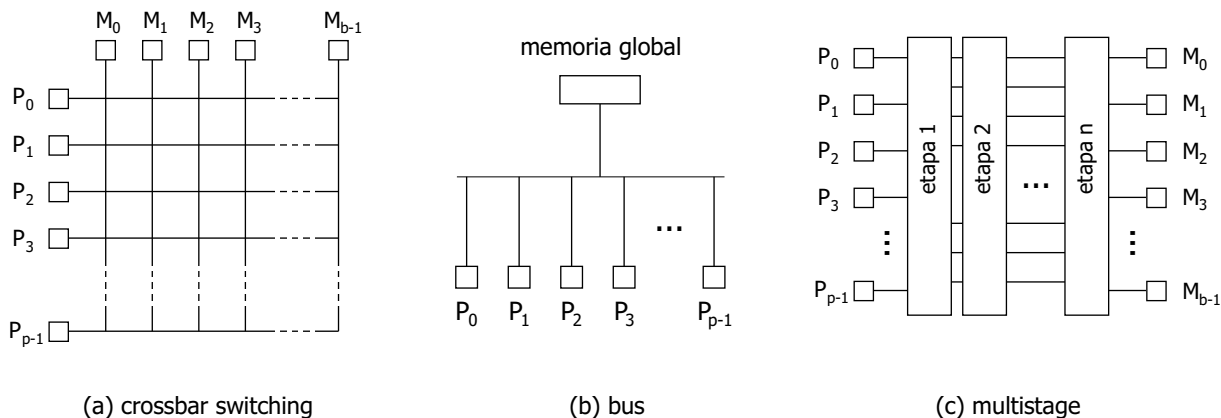 M0 M1 M2 M3 Mb-1
P0
P1
P2
P3
Pp-1
(a) crossbar switching
memoria global
...
P0 P1 P2 P3 Pp-1
(b) bus
P0 M0
P1 M1
P2 M2
P3 M3
Pp-1 Mb-1
etapa 1
etapa 2
...
etapa n
(c) multistage